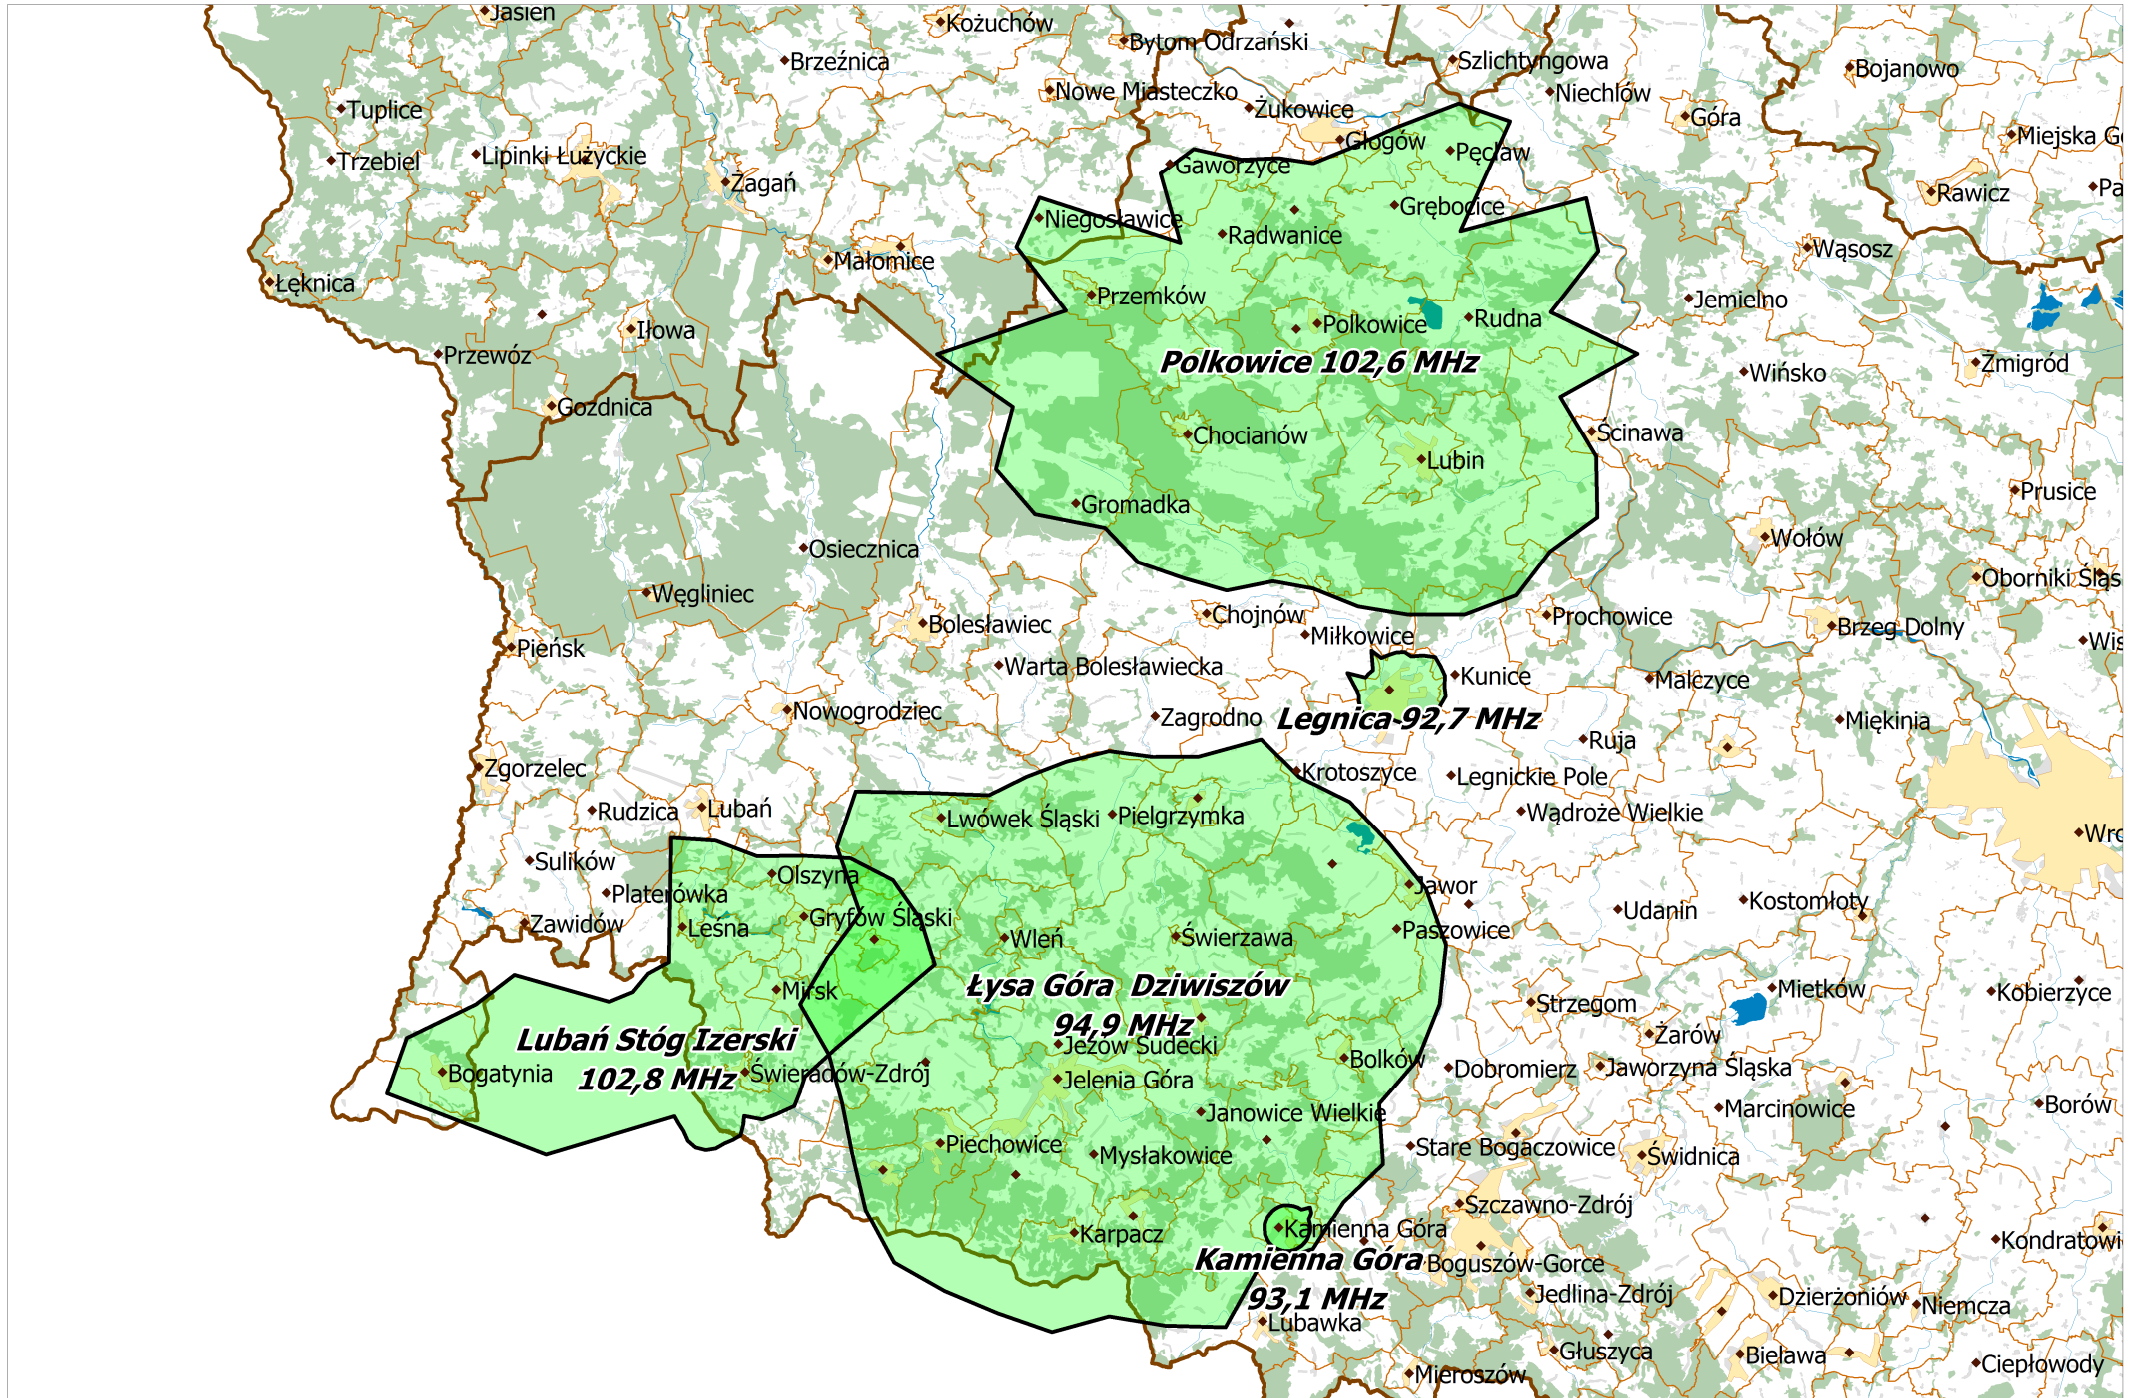 Jasień
Kożuchów
Bytom Odrzański
Brzeźnica
Szlichtyngowa
Bojanowo
Nowe Miasteczko
Niechlów
Tuplice
Żukowice
Góra
Głogów
Miejska Gó
Trzebiel
Lipinki Łużyckie
Gaworzyce
Pęcław
Żagań
Rawicz
Pa
Niegosławice
Grębocice
Radwanice
Wąsosz
Małomice
Łęknica
Przemków
Jemielno
Iłowa
Polkowice
Rudna
Przewóz
Polkowice 102,6 MHz
Wińsko
Żmigród
Gozdnica
Chocianów
Ścinawa
Lubin
Prusice
Gromadka
Wołów
Osiecznica
Oborniki Śląs
Węgliniec
Chojnów
Prochowice
Bolesławiec
Miłkowice
Brzeg Dolny
Pieńsk
Wis
Warta Bolesławiecka
Kunice
Malczyce
Nowogrodziec
Zagrodno
Legnica 92,7 MHz
Miękinia
Ruja
Zgorzelec
Krotoszyce
Legnickie Pole
Rudzica
Lubań
Lwówek Śląski
Pielgrzymka
Wądroże Wielkie
Wro
Sulików
Olszyna
Jawor
Platerówka
Kostomłoty
Zawidów
Leśna
Gryfów Śląski
Udanin
Wleń
Świerzawa
Paszowice
Łysa Góra Dziwiszów
94,9 MHz
Mirsk
Mietków
Kobierzyce
Strzegom
Żarów
Lubań Stóg Izerski
102,8 MHz
Jeżów Sudecki
Bolków
Bogatynia
Świeradów-Zdrój
Jelenia Góra
Dobromierz
Jaworzyna Śląska
Janowice Wielkie
Marcinowice
Borów
Piechowice
Mysłakowice
Stare Bogaczowice
Świdnica
Szczawno-Zdrój
Karpacz
Kamienna Góra
Kondratowi
Kamienna Góra
93,1 MHz
Boguszów-Gorce
Jedlina-Zdrój
Dzierżoniów
Niemcza
Lubawka
Głuszyca
Bielawa
Ciepłowody
Mieroszów